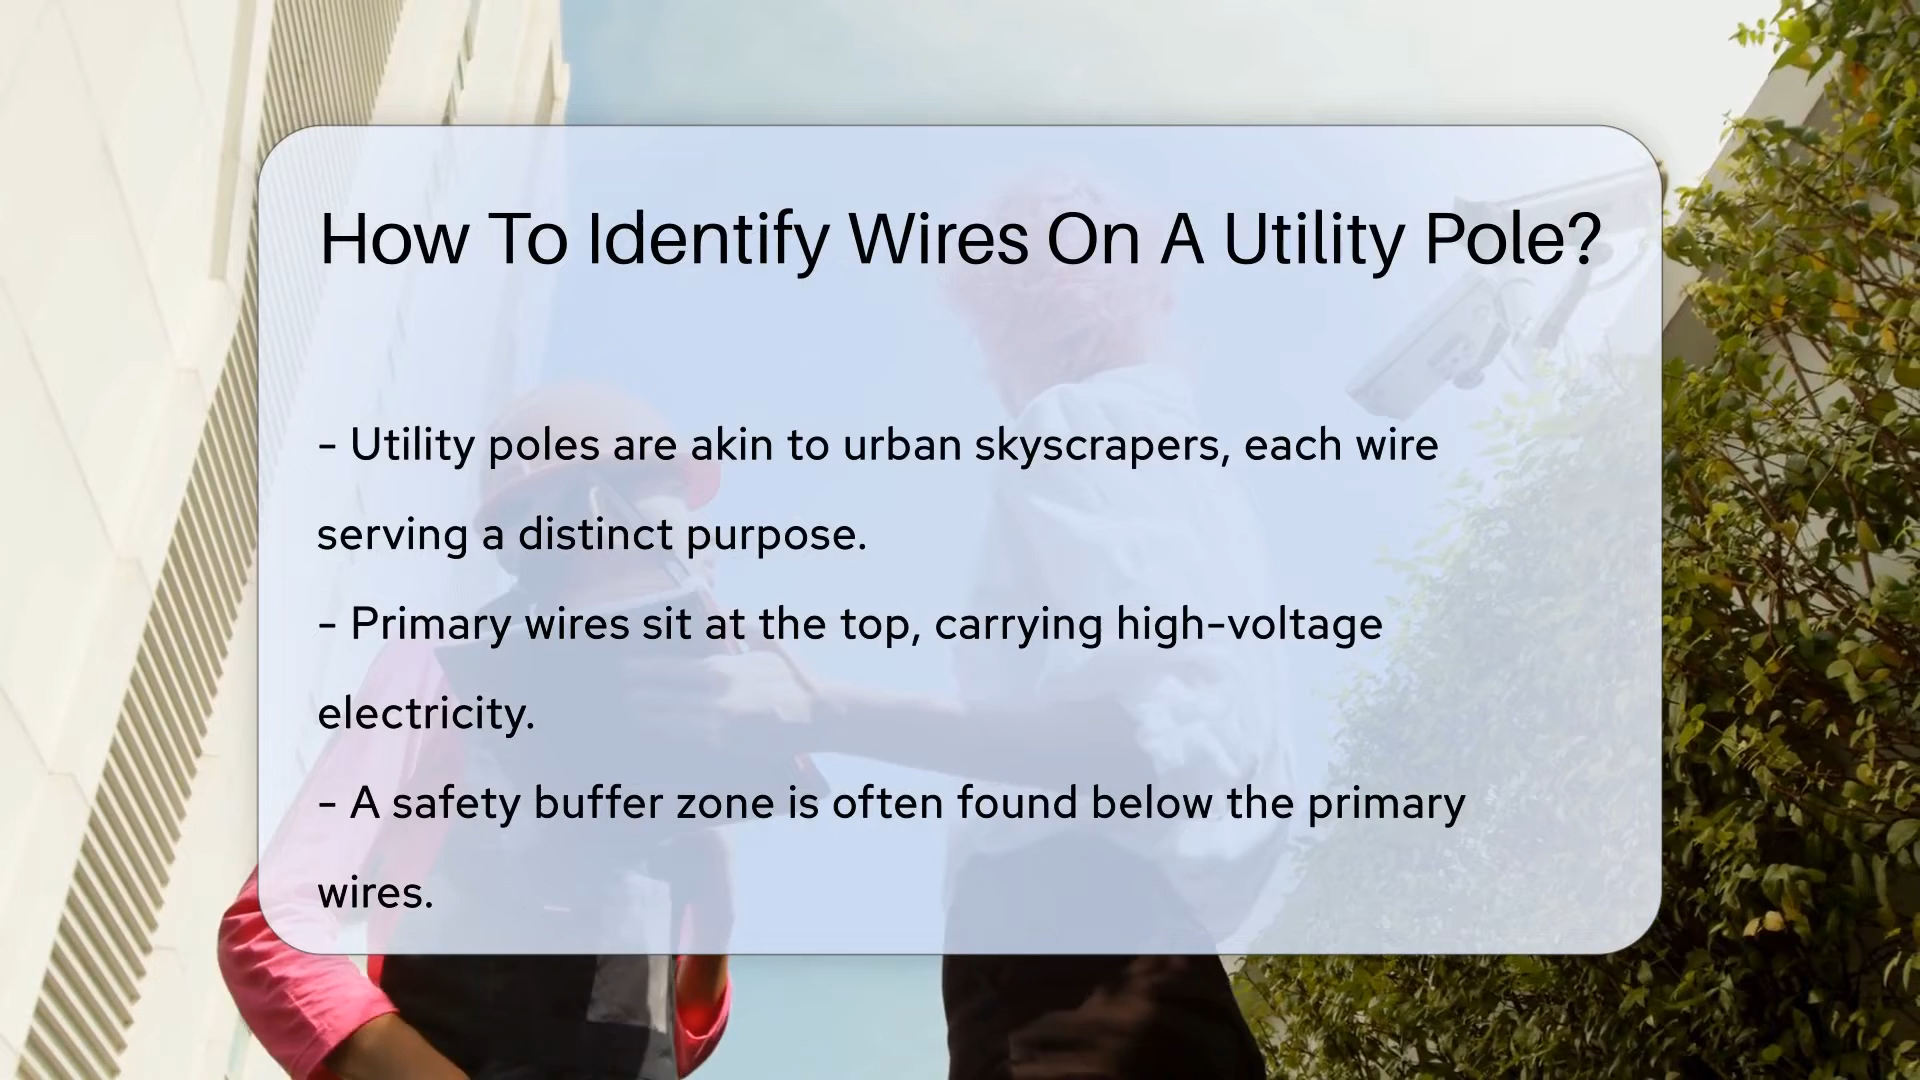 How To Identify Wires On A Utility Pole?
- Utility poles are akin to urban skyscrapers, each wire
serving a distinct purpose.
- Primary wires sit at the top, carrying high-voltage
electricity.
- A safety buffer zone is often found below the primary
wires.